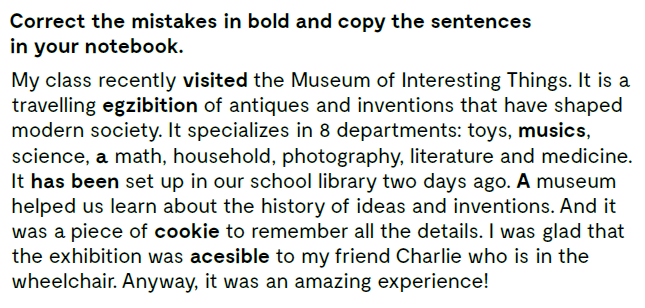 Correct the mistakes in bold and copy the sentences
in your notebook.
My class recently visited the Museum of Interesting Things. It is a
travelling egzibition of antiques and inventions that have shaped
modern society. It specializes in 8 departments: toys, musics,
science, a math, household, photography, literature and medicine.
It has been set up in our school library two days ago. A museum
helped us learn about the history of ideas and inventions. And it
was a piece of cookie to remember all the details. I was glad that
the exhibition was acesible to my friend Charlie who is in the
wheelchair. Anyway, it was an amazing experience!